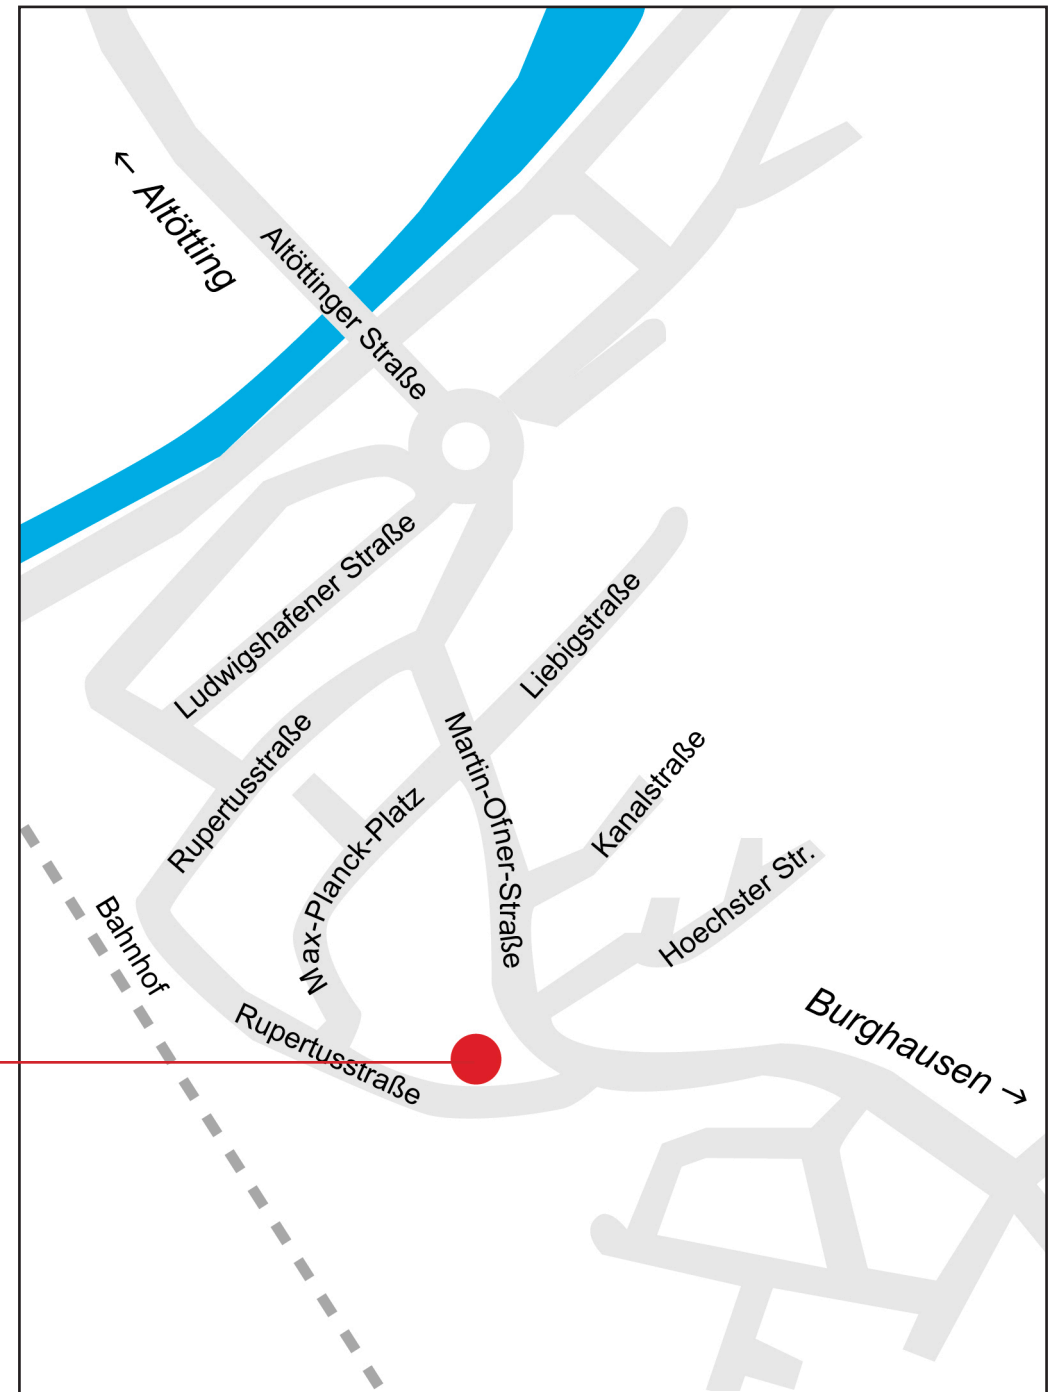 ← Altötting
Altöttinger Straße
Ludwigshafener Straße
Liebigstraße
Rupertusstraße
Martin-Ofner-Straße
Kanalstraße
Max-Planck-Platz
Hoechster Str.
Bahnhof
Rupertusstraße
Burghausen →